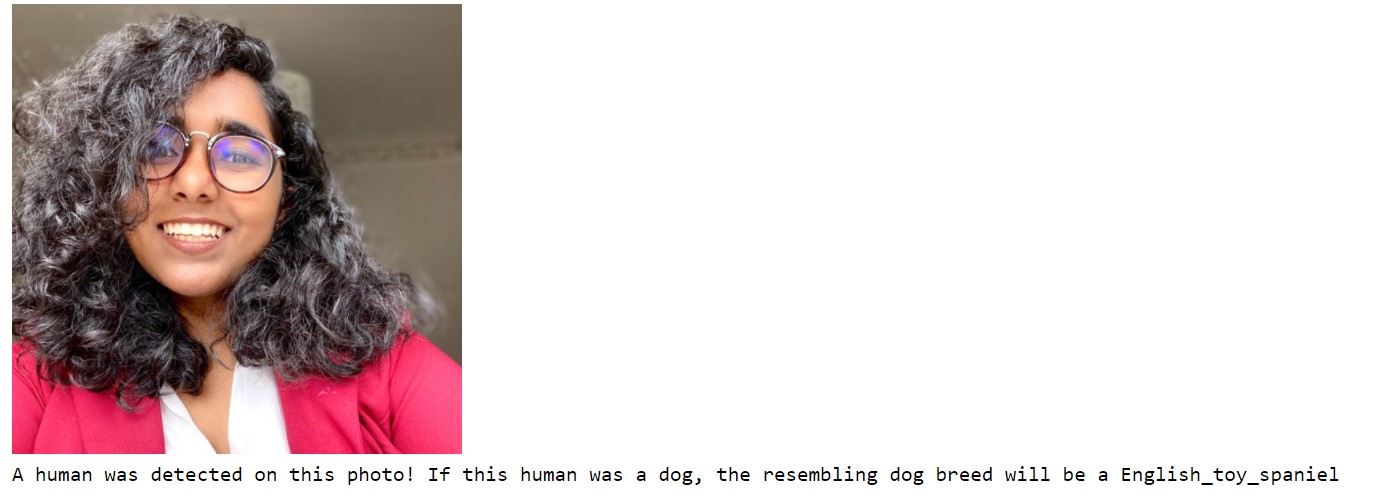 A human was detected on this photo! If this human was a dog, the resembling dog breed will be a English_toy_spaniel